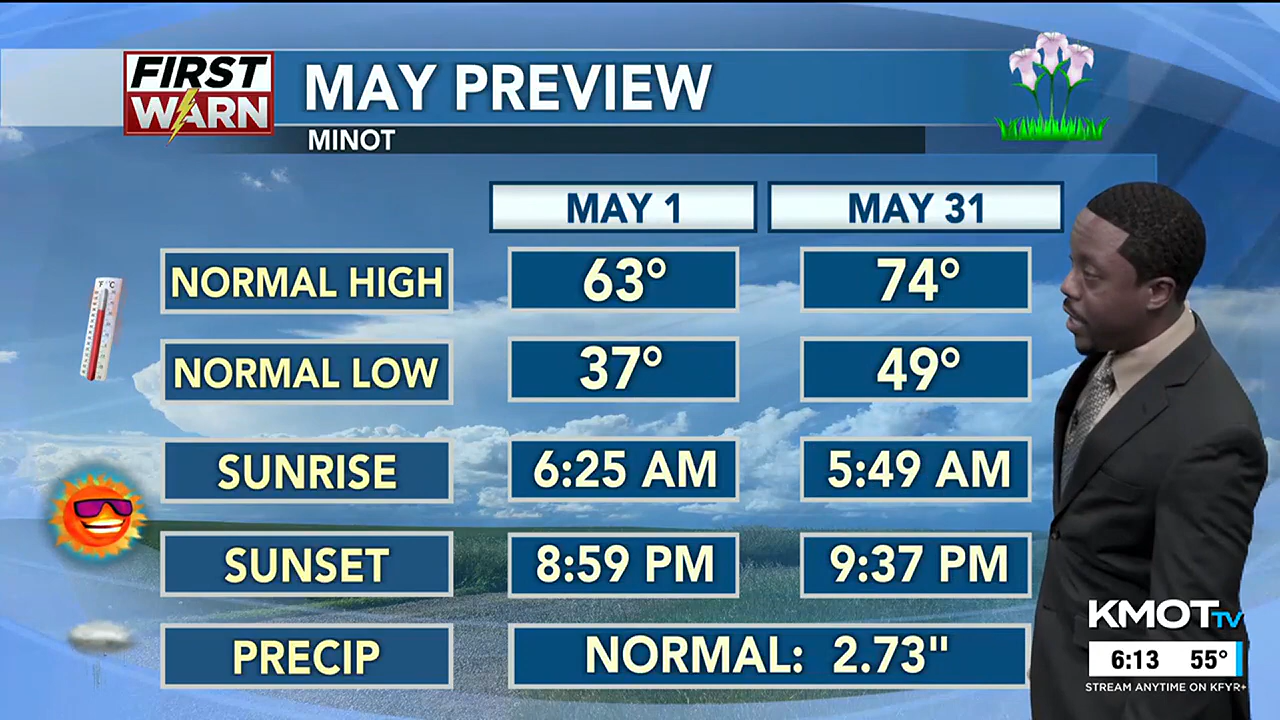 FIRST
WARN
MAY PREVIEW
MINOT
MAY 1
MAY 31
NORMAL HIGH
63°
74°
NORMAL LOW
37°
49°
SUNRISE
6:25 AM
5:49 AM
SUNSET
8:59 PM
9:37 PM
PRECIP
NORMAL: 2.73"
KMOT TV
6:13 55°
STREAM ANYTIME ON KFYR+